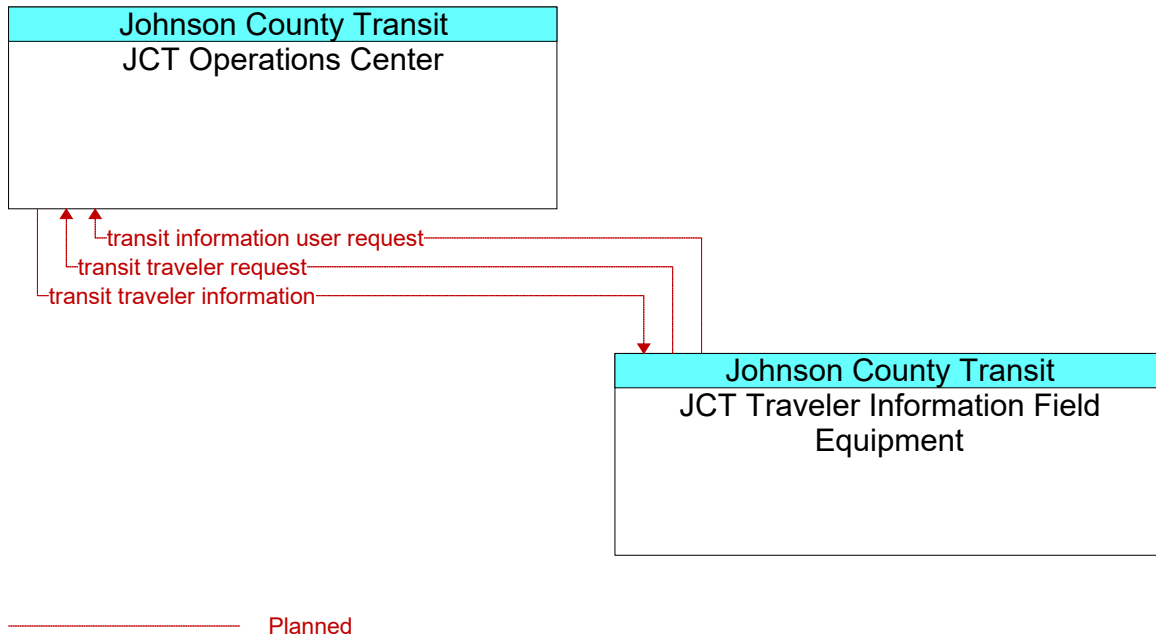 Johnson County Transit
JCT Operations Center
transit information user request
transit traveler request
transit traveler information
Johnson County Transit
JCT Traveler Information Field
Equipment
Planned